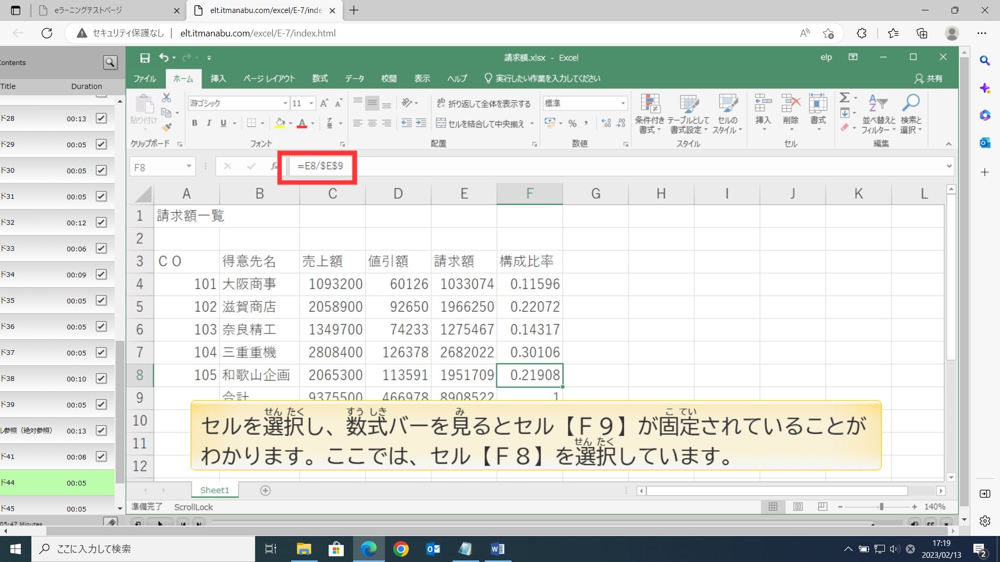 eラーニングテストページ
elt.itmanabu.com/excel/E-7/inde
セキュリティ保護なし
elt.itmanabu.com/excel/E-7/index.html
ontents
Title Duration
ド28 00:13
ド29 00:05
ド30 00:05
ド31 00:05
ド32 00:12
ド33 00:06
ド34 00:09
ド35 00:05
ド36 00:05
ド37 00:05
ド38 00:10
ド39 00:05
ル参照（絶対参照） 00:13
ド41 00:08
ド44 00:05
ド45 00:05
05:47 Minutes
請求額.xlsx - Excel
elp
ファイル ホーム 挿入 ページ レイアウト 数式 データ 校閲 表示 ヘルプ 実行したい作業を入力してください 共有
貼り付け
クリップボード
游ゴシック 11
B I U
フォント
折り返して全体を表示する
セルを結合して中央揃え
配置
標準
数値
条件付き書式 テーブルとして書式設定 セルのスタイル
スタイル
挿入 削除 書式
セル
並べ替えとフィルター 検索と選択
編集
F8 fx =E8/$E$9
A B C D E F G H I J K L
1 請求額一覧
2
3 ＣＯ 得意先名 売上額 値引額 請求額 構成比率
4 101 大阪商事 1093200 60126 1033074 0.11596
5 102 滋賀商店 2058900 92650 1966250 0.22072
6 103 奈良精工 1349700 74233 1275467 0.14317
7 104 三重重機 2808400 126378 2682022 0.30106
8 105 和歌山企画 2065300 113591 1951709 0.21908
9 合計 9375500 466978 8908522 1
10
11
12
せん たく すう しき み こ てい
セルを選択し、数式バーを見るとセル【Ｆ９】が固定されていることが
せん たく
わかります。ここでは、セル【Ｆ８】を選択しています。
Sheet1
準備完了 ScrollLock
140%
ここに入力して検索
17:19
2023/02/13
2